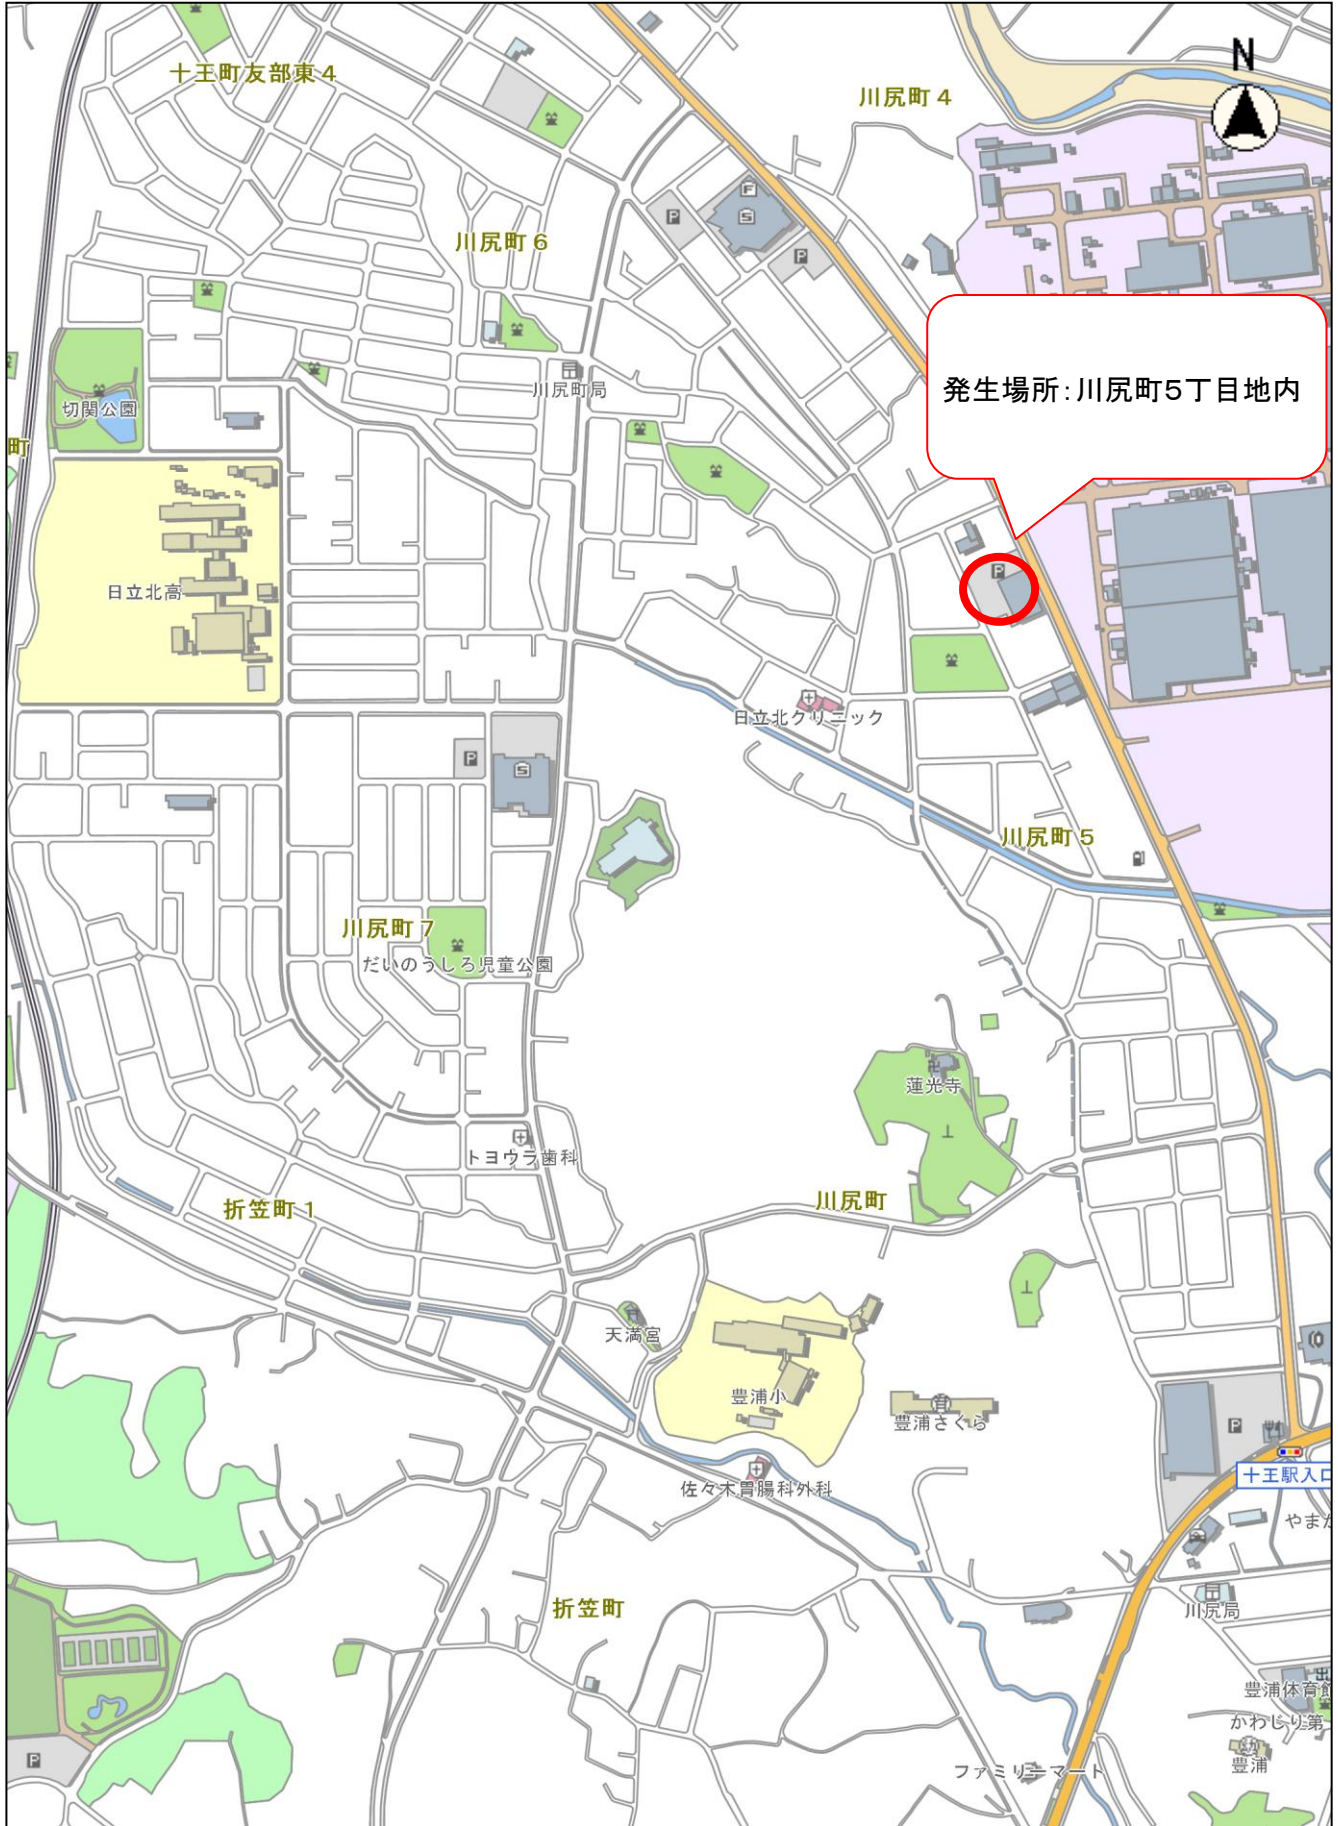 十王町友部東4
川尻町4
N
川尻町6
F
S
P
P
発生場所:川尻町5丁目地内
川尻町局
切関公園
町
P
日立北高
日立北クリニック
P
S
川尻町5
川尻町7
だいのうしろ児童公園
蓮光寺
トヨウラ歯科
折笠町1
川尻町
天満宮
豊浦小
豊浦さくら
P
佐々木胃腸科外科
十王駅入口
やまか
折笠町
川尻局
豊浦体育館
かわじり第
豊浦
P
ファミリーマート